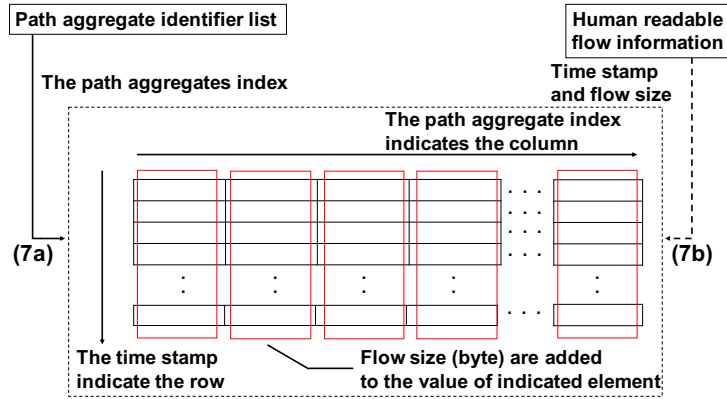 Path aggregate identifier list
Human readable
flow information
The path aggregates index
Time stamp
and flow size
The path aggregate index
indicates the column
. . .
. . .
. . .
. . .
(7a)
(7b)
:
:
:
:
:
. . .
The time stamp
indicate the row
Flow size (byte) are added
to the value of indicated element